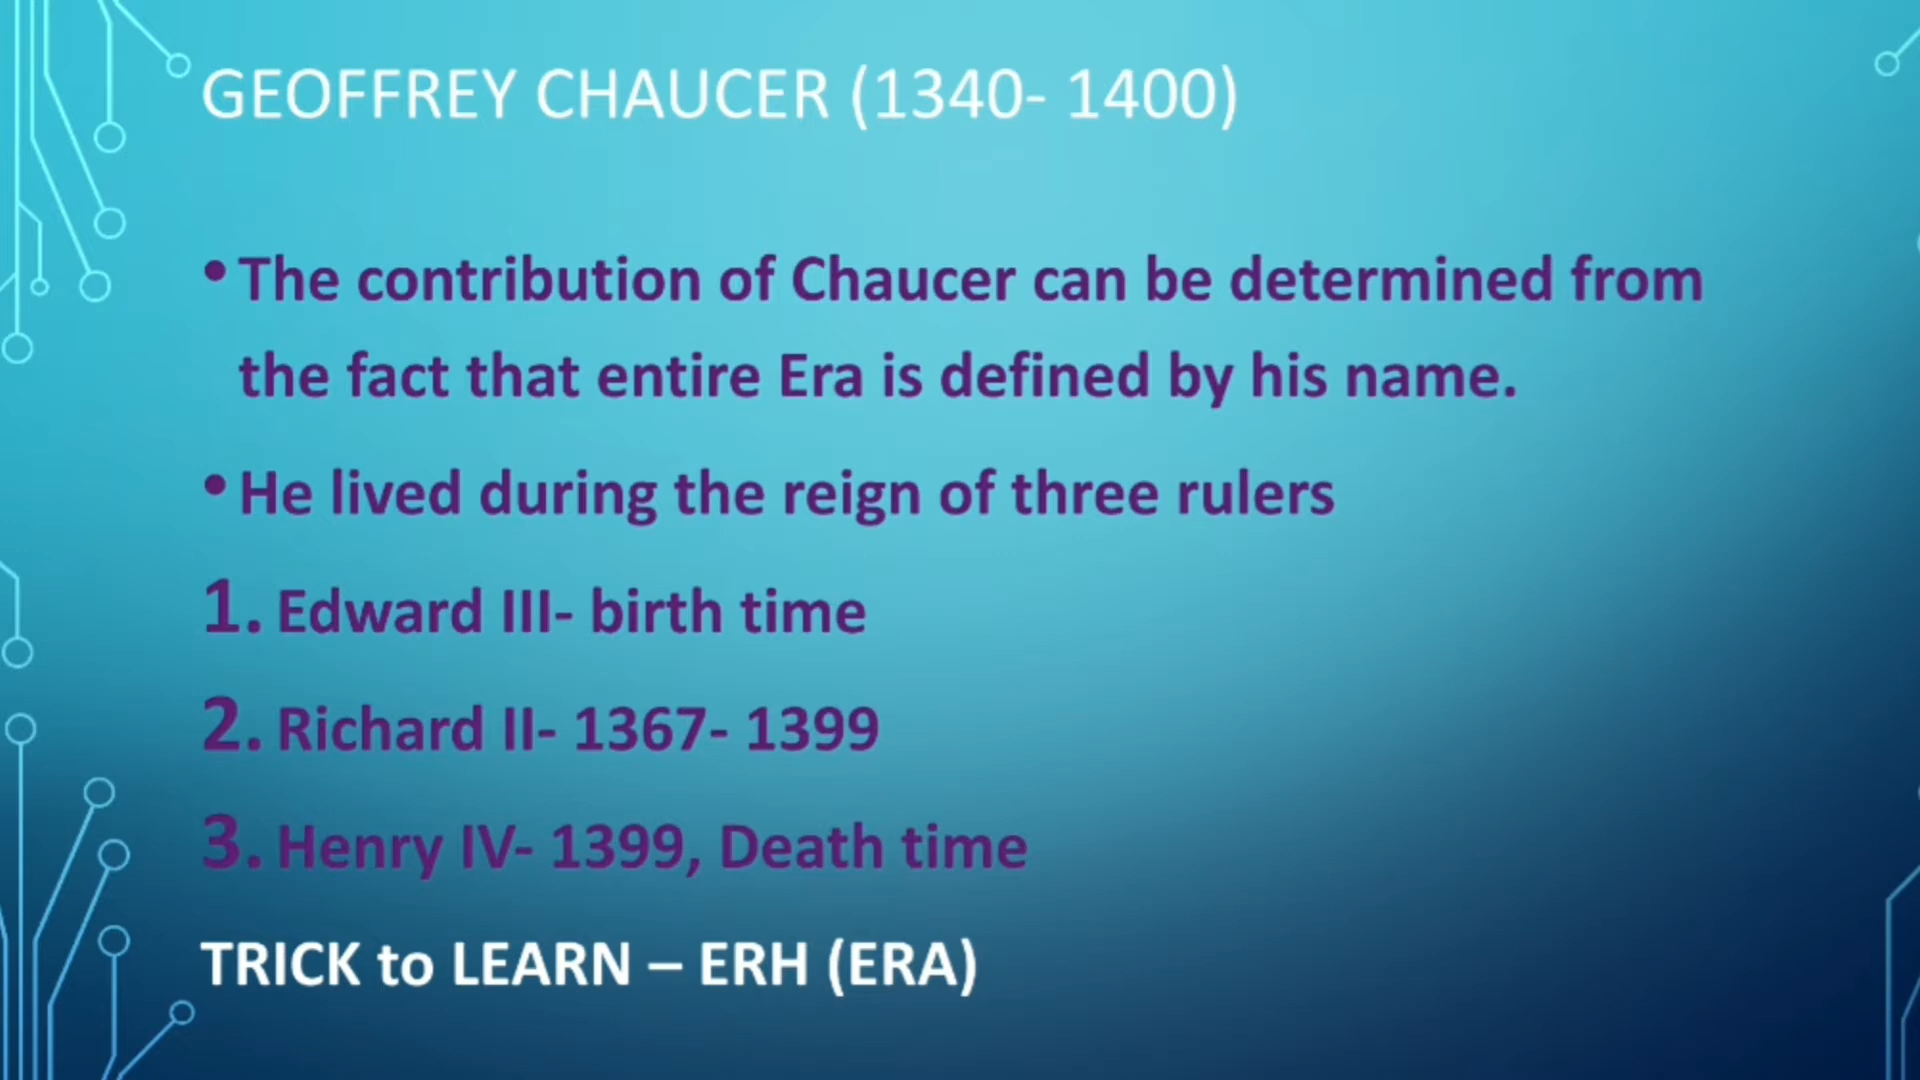 GEOFFREY CHAUCER (1340- 1400)
• The contribution of Chaucer can be determined from
the fact that entire Era is defined by his name.
• He lived during the reign of three rulers
1. Edward III- birth time
2. Richard II- 1367- 1399
3. Henry IV- 1399, Death time
TRICK to LEARN – ERH (ERA)